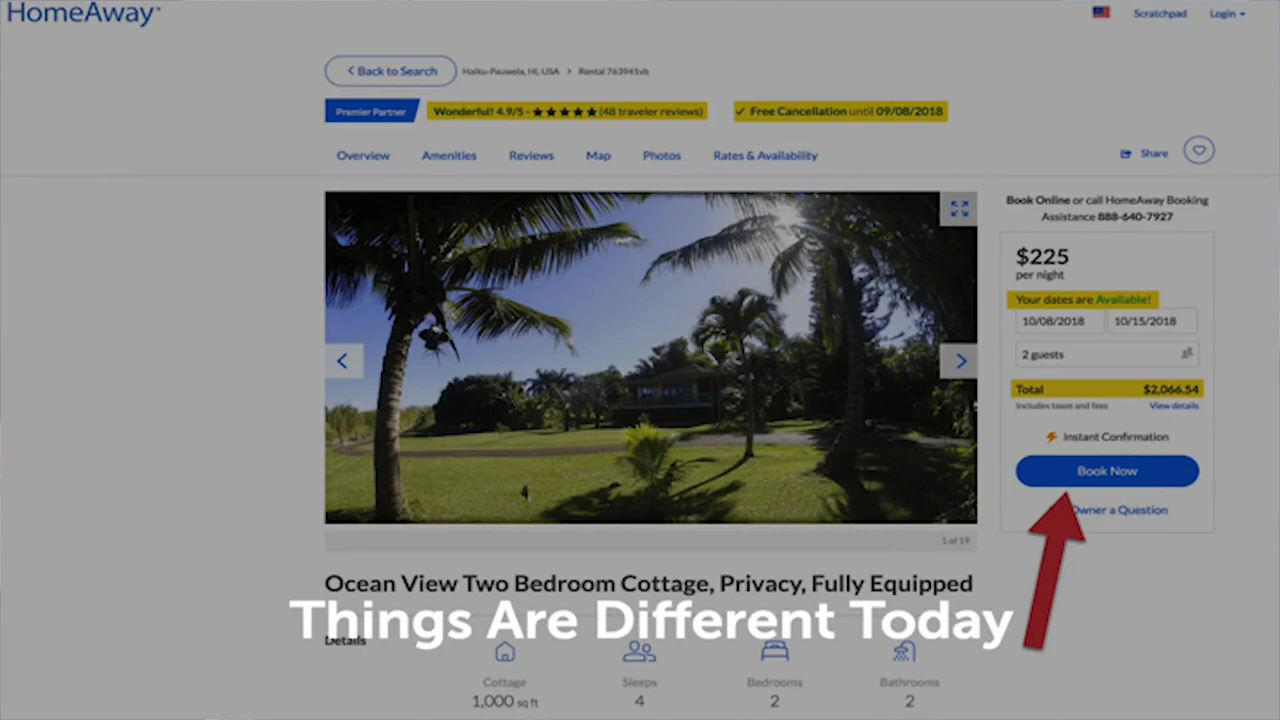 HomeAway®
Scratchpad
Login
< Back to Search
Haiku-Pauwela, HI, USA > Rental 763941vb
Premier Partner
Wonderful! 4.9/5 - ★★★★★ (48 traveler reviews)
✓ Free Cancellation until 09/08/2018
Overview
Amenities
Reviews
Map
Photos
Rates & Availability
Share
Book Online or call HomeAway Booking
Assistance 888-640-7927
$225
per night
Your dates are Available!
10/08/2018
10/15/2018
2 guests
Total $2,066.54
Includes taxes and fees View details
Instant Confirmation
Book Now
Owner a Question
1 of 19
Ocean View Two Bedroom Cottage, Privacy, Fully Equipped
Things Are Different Today
Details
Cottage
1,000 sq ft
Sleeps
4
Bedrooms
2
Bathrooms
2